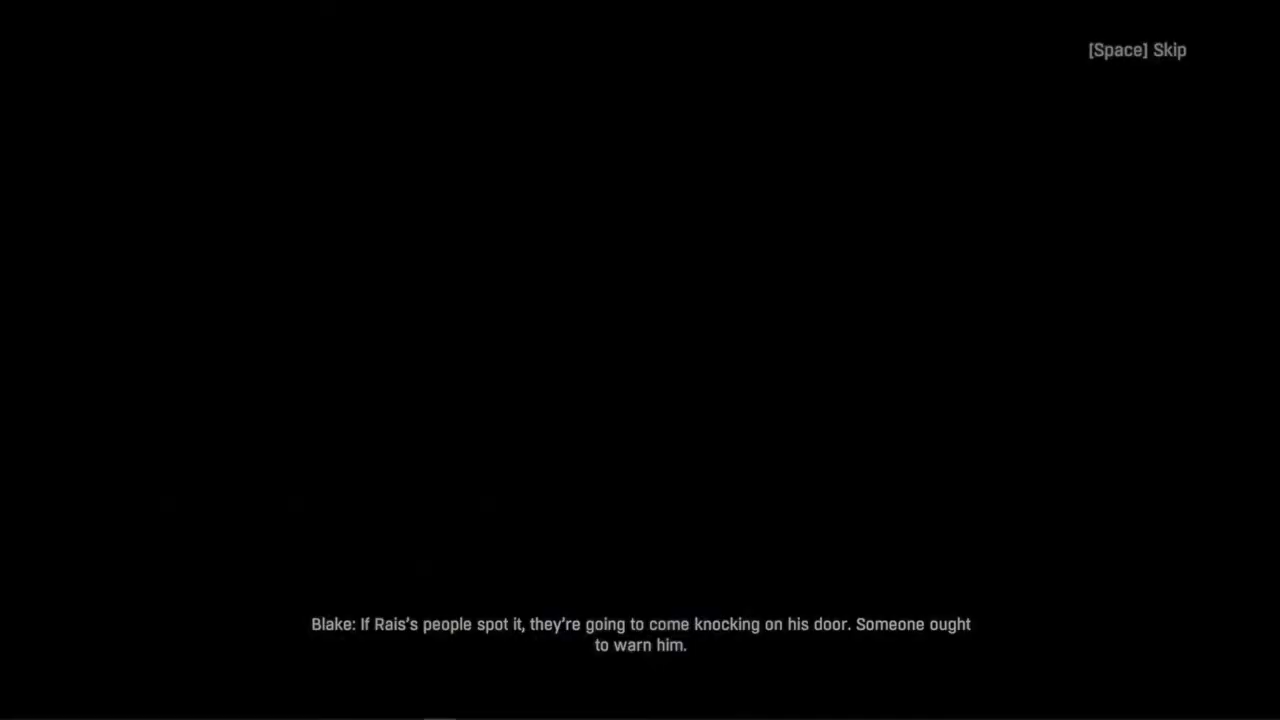 [Space] Skip
Blake: If Rais's people spot it, they're going to come knocking on his door. Someone ought
to warn him.